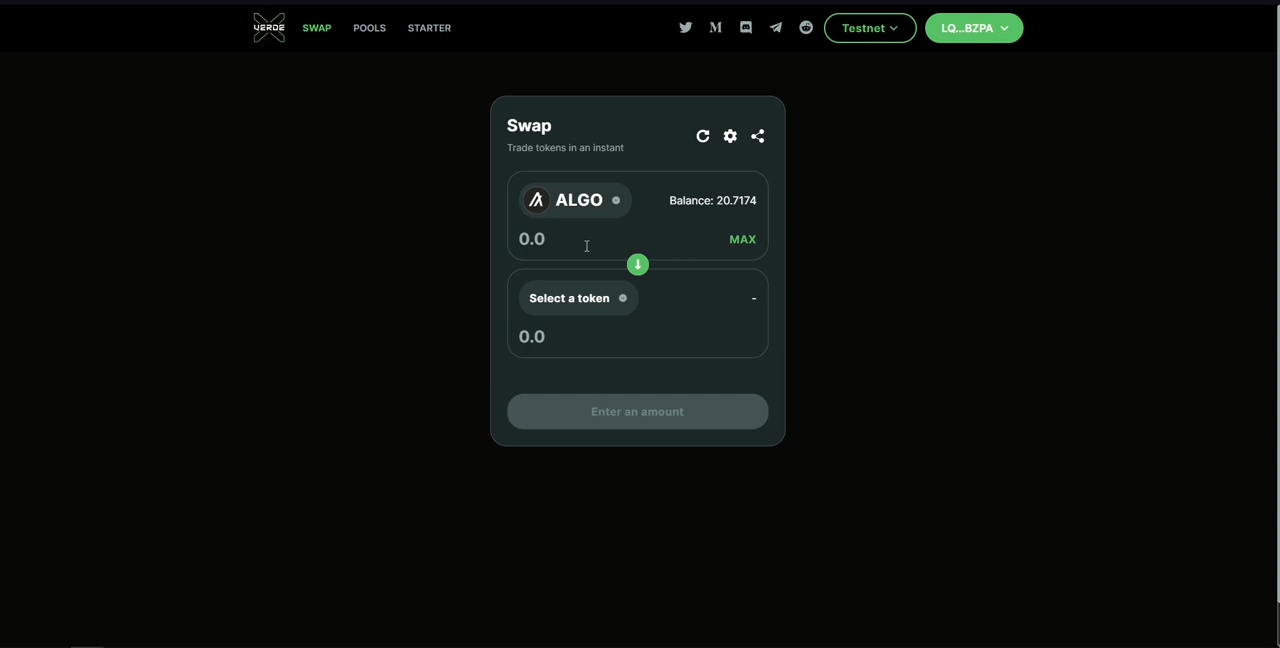 VERDE
SWAP POOLS STARTER
Testnet
LQ...BZPA
Swap
Trade tokens in an instant
ALGO
Balance: 20.7174
0.0
MAX
Select a token
-
0.0
Enter an amount